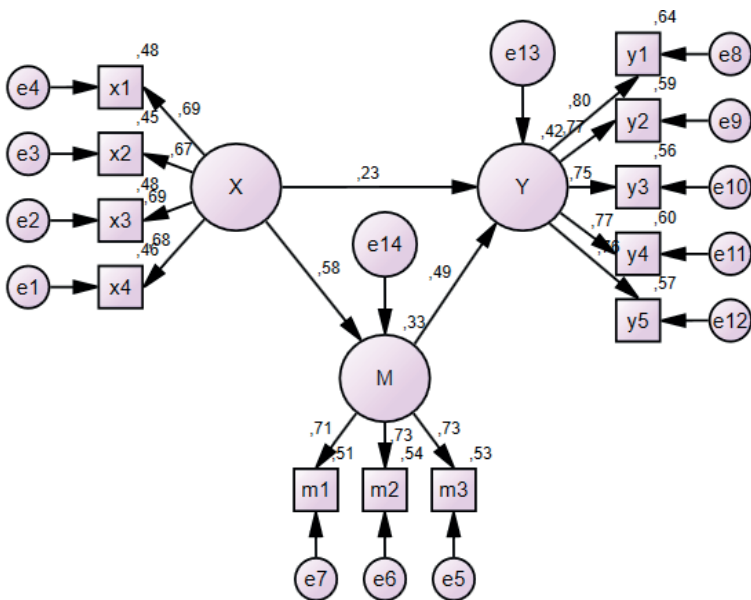 ,64
,48
e13
e4
x1
y1
e8
,80
,59
,69
,45
,42
,77
y2
e9
e3
x2
,67
,56
,48
,69
X
,23
Y
,75
y3
e10
e2
x3
,77
,60
,68
,46
e14
,76
y4
e11
,58
,49
,57
e1
x4
,33
y5
e12
M
,71
,73
,73
,51
,54
,53
m1
m2
m3
e7
e6
e5